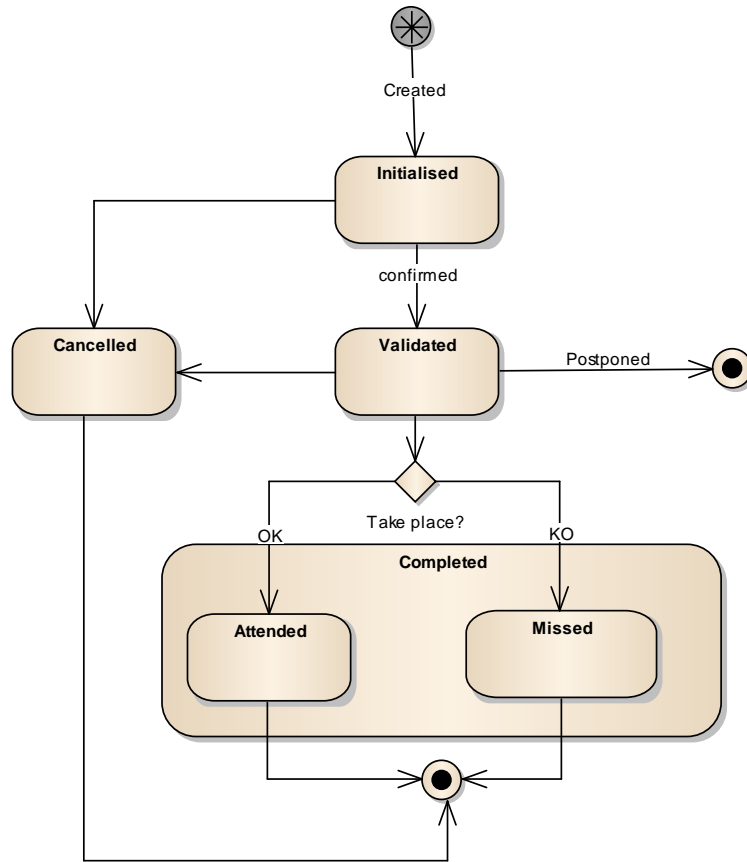 Created
Initialised
confirmed
Cancelled
Validated
Postponed
Take place?
OK
KO
Completed
Attended
Missed